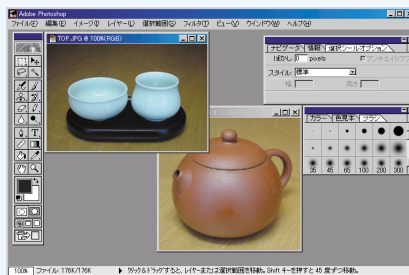 Adobe Photoshop
ファイル(F) 編集(E) イメージ(I) レイヤー(L) 選択範囲(S) フィルタ(T) ビュー(V) ウインドウ(W) ヘルプ(H)
TOP.JPG @ 100%(RGB)
ナビゲータ 情報 選択ツールオプション
ぼかし: 0 pixels アンチエイリアス
スタイル: 標準
幅: 高さ:
カラー 色見本 ブラシ
35 45 65 100 200 300
100% ファイル: 176K/176K クリック&ドラッグすると、レイヤーまたは選択範囲を移動。Shift キーを押すと 45 度ずつ移動。